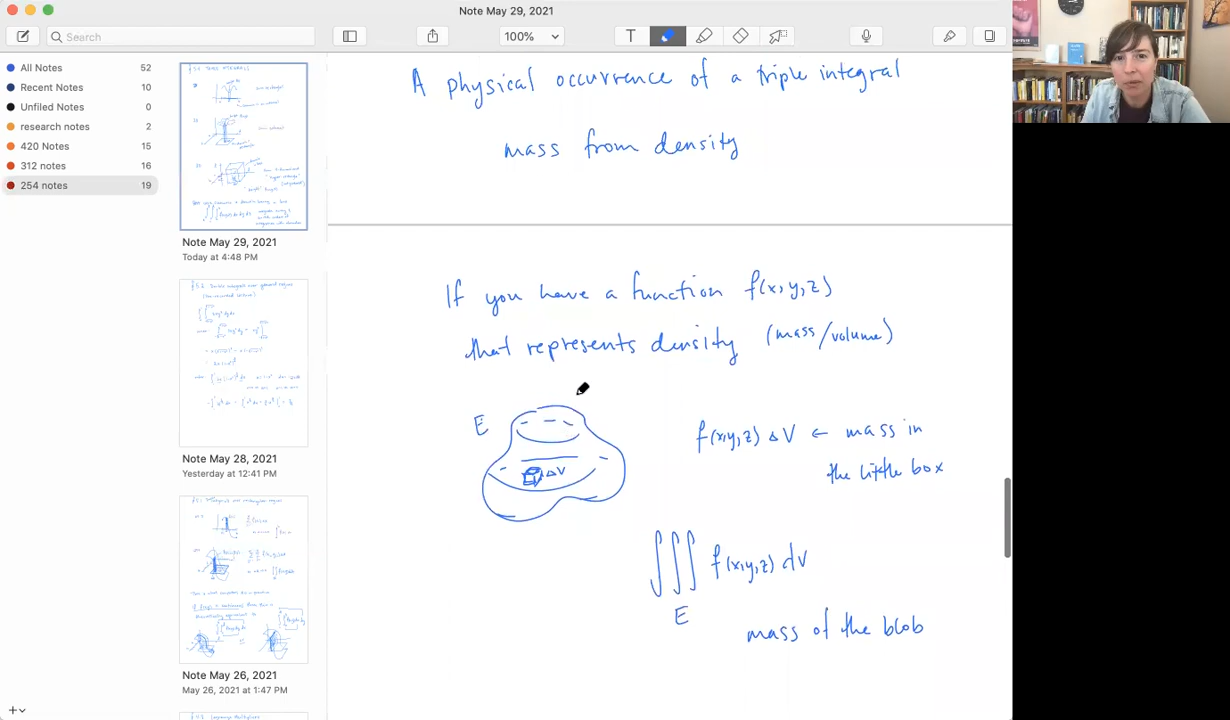 Note May 29, 2021
Search
100%
T
All Notes 52
Recent Notes 10
Unfiled Notes 0
research notes 2
420 Notes 15
312 notes 16
254 notes 19
Note May 29, 2021
Today at 4:48 PM
Note May 28, 2021
Yesterday at 12:41 PM
Note May 26, 2021
May 26, 2021 at 1:47 PM
A physical occurrence of a triple integral
mass from density
If you have a function f(x,y,z)
that represents density (mass/volume)
E
ΔV
f(x,y,z) ΔV ← mass in
the little box
∭ f(x,y,z) dV
E
mass of the blob